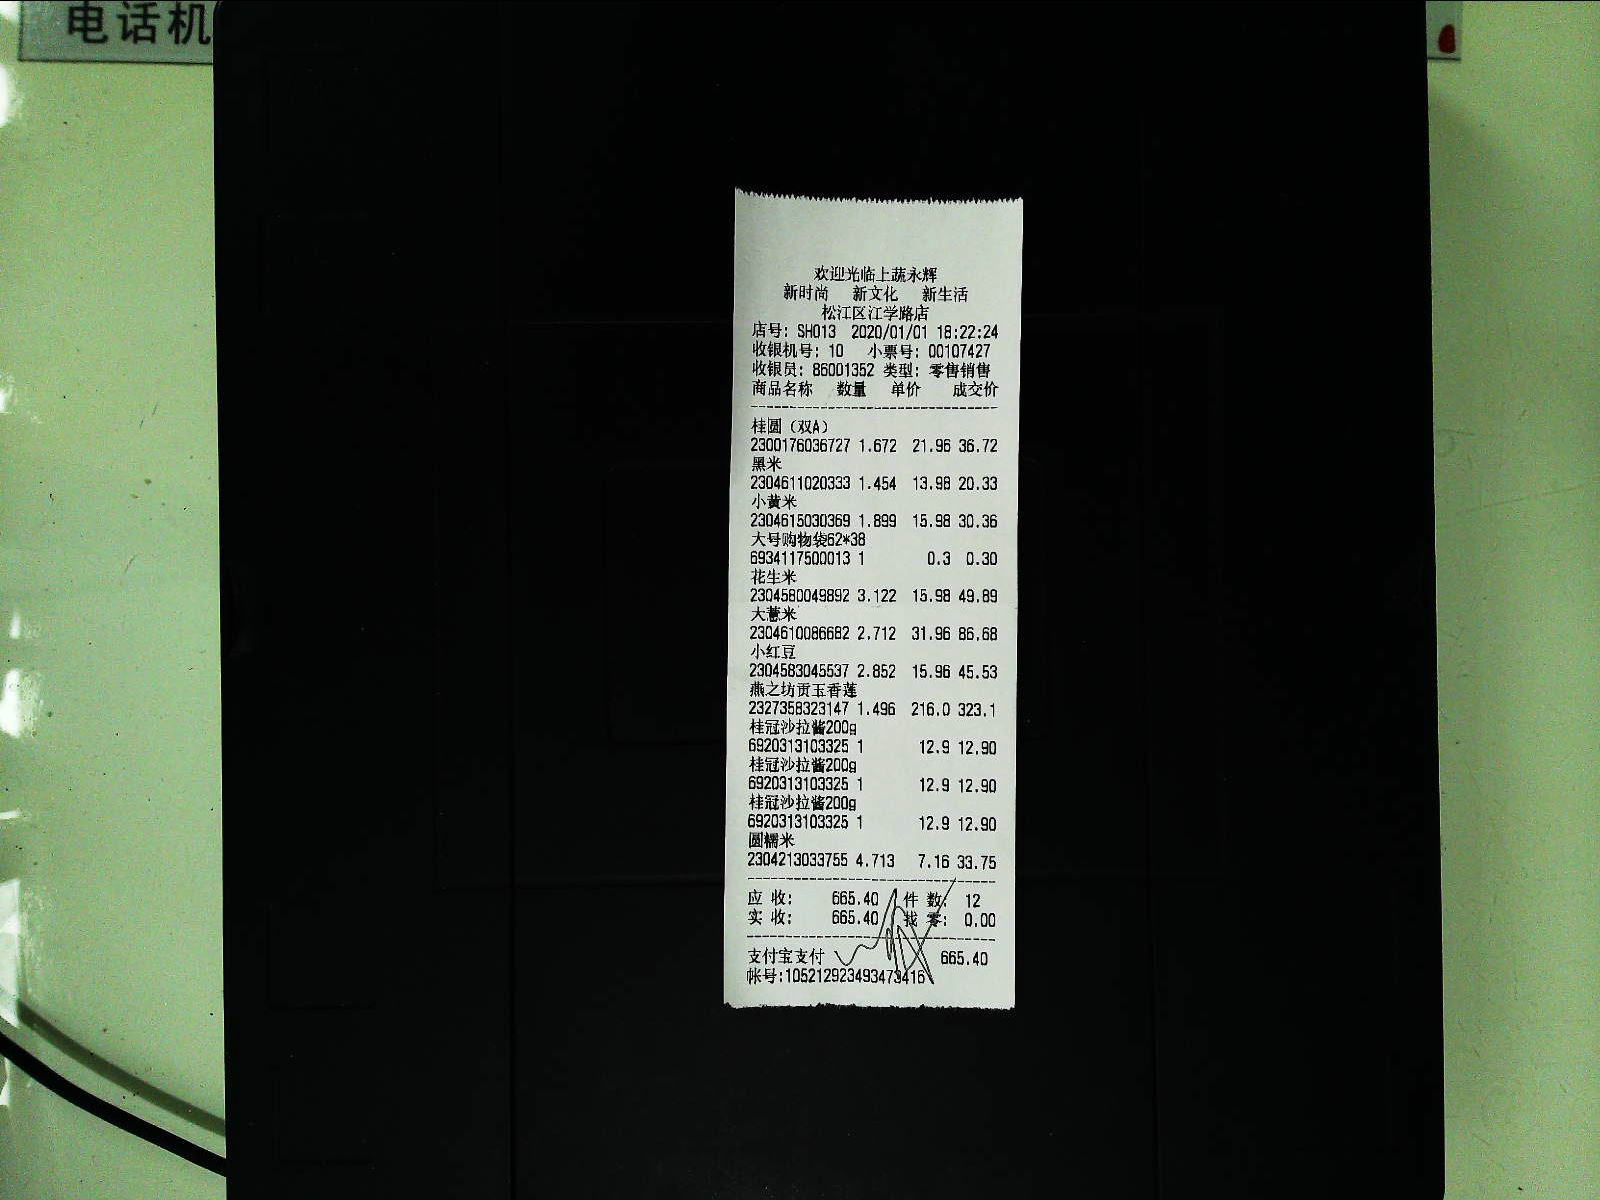 电话机
欢迎光临上蔬永辉
新时尚 新文化 新生活
松江区江学路店
店号: SH013 2020/01/01 18:22:24
收银机号: 10 小票号: 00107427
收银员: 86001352 类型: 零售销售
商品名称 数量 单价 成交价
桂圆(双A)
2300176036727 1.672 21.96 36.72
黑米
2304611020333 1.454 13.98 20.33
小黄米
2304615030369 1.899 15.98 30.36
大号购物袋62*38
6934117500013 1 0.3 0.30
花生米
2304580049892 3.122 15.98 49.89
大薏米
2304610086682 2.712 31.96 86.68
小红豆
2304583045537 2.852 15.96 45.53
燕之坊贡玉香莲
2327358323147 1.496 216.0 323.1
桂冠沙拉酱200g
6920313103325 1 12.9 12.90
桂冠沙拉酱200g
6920313103325 1 12.9 12.90
桂冠沙拉酱200g
6920313103325 1 12.9 12.90
圆糯米
2304213033755 4.713 7.16 33.75
应 收: 665.40 件 数: 12
实 收: 665.40 找 零: 0.00
支付宝支付 665.40
帐号:105212923493473416